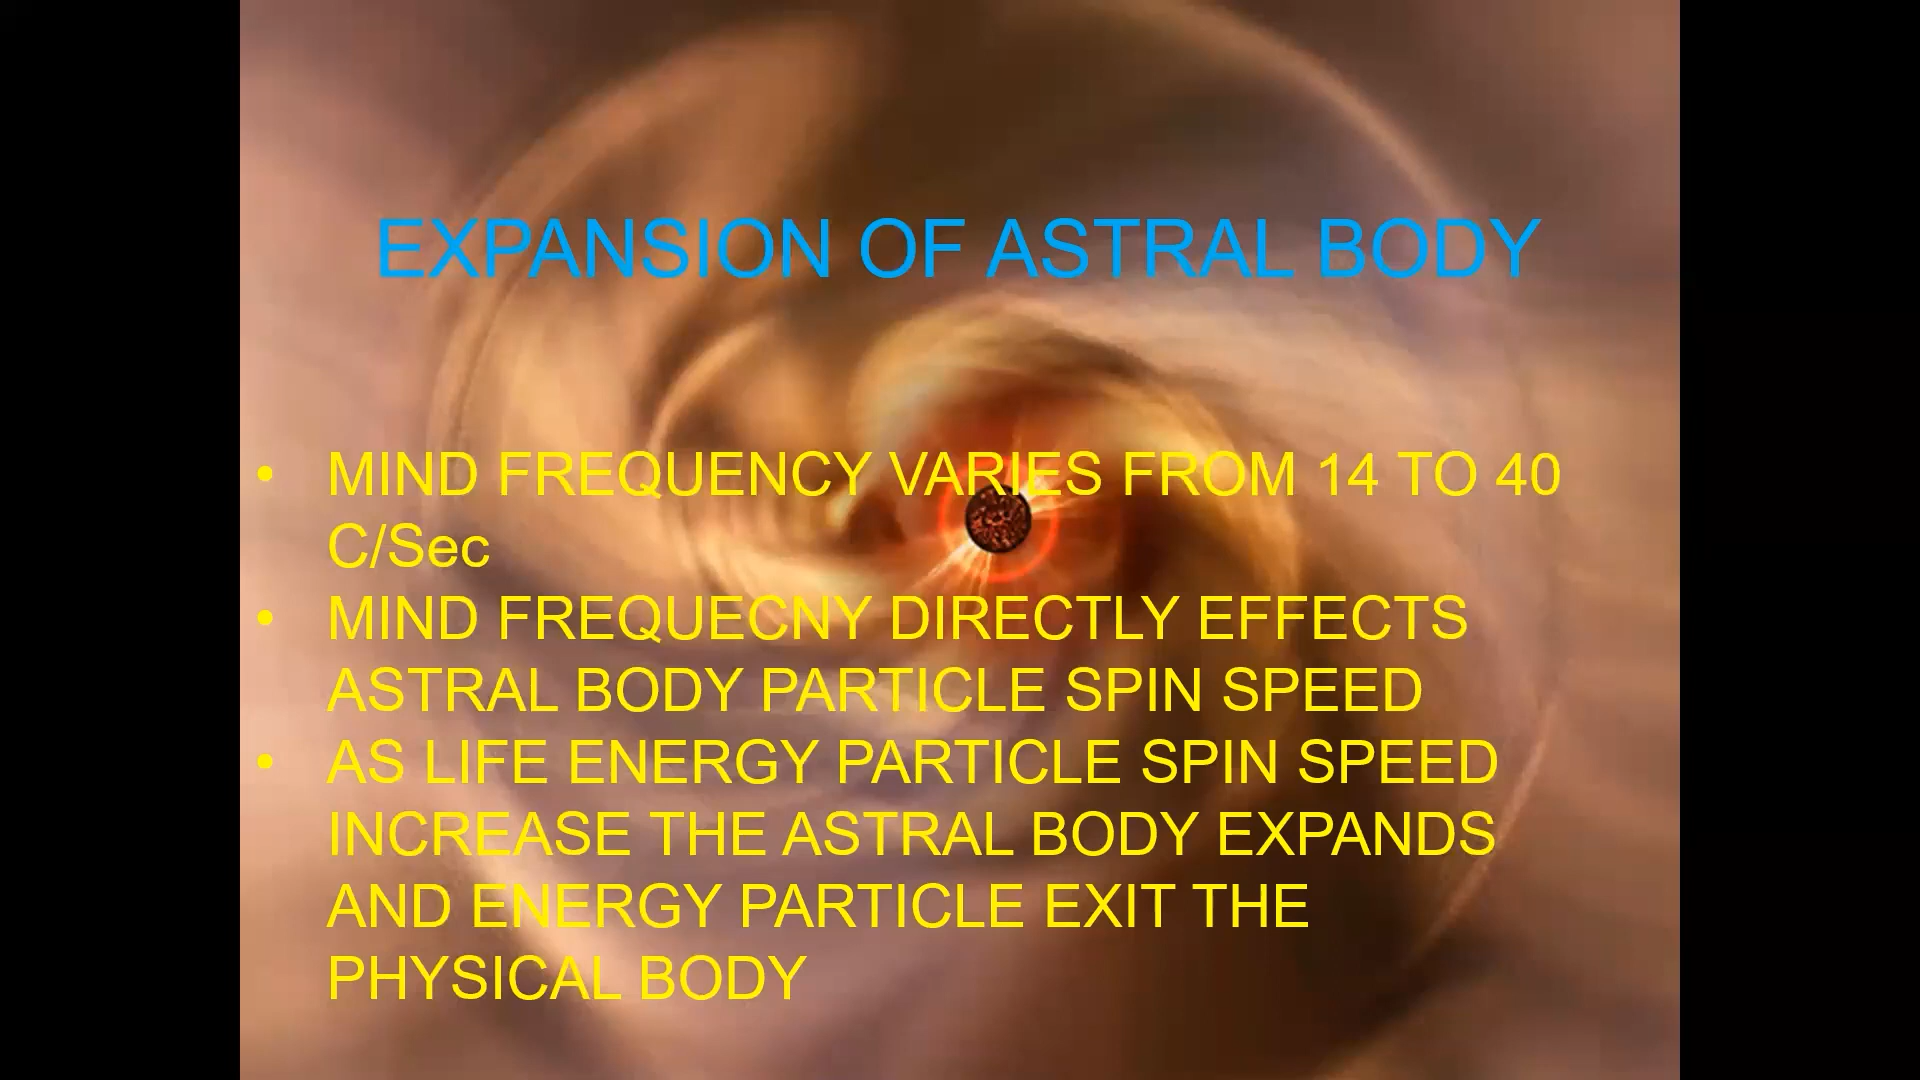 EXPANSION OF ASTRAL BODY
• MIND FREQUENCY VARIES FROM 14 TO 40
C/Sec
• MIND FREQUECNY DIRECTLY EFFECTS
ASTRAL BODY PARTICLE SPIN SPEED
• AS LIFE ENERGY PARTICLE SPIN SPEED
INCREASE THE ASTRAL BODY EXPANDS
AND ENERGY PARTICLE EXIT THE
PHYSICAL BODY